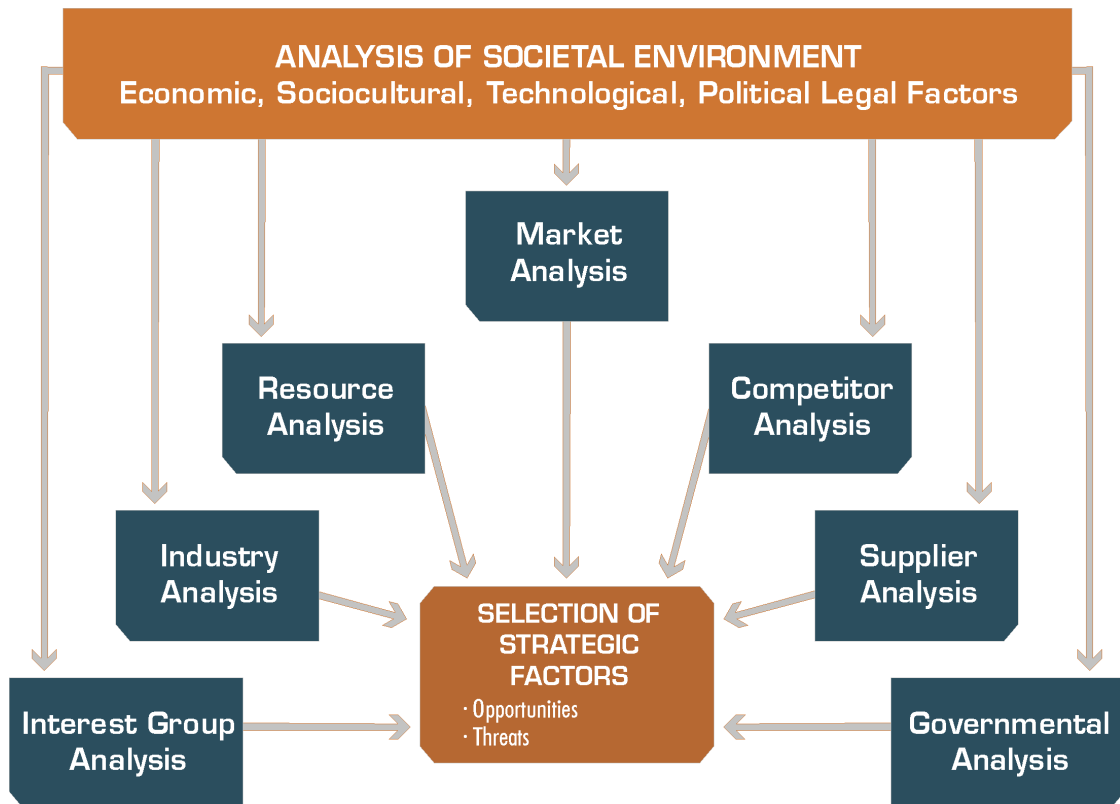 ANALYSIS OF SOCIETAL ENVIRONMENT
Economic, Sociocultural, Technological, Political Legal Factors
Market
Analysis
Resource
Analysis
Competitor
Analysis
Industry
Analysis
Supplier
Analysis
SELECTION OF
STRATEGIC
FACTORS
· Opportunities
· Threats
Interest Group
Analysis
Governmental
Analysis